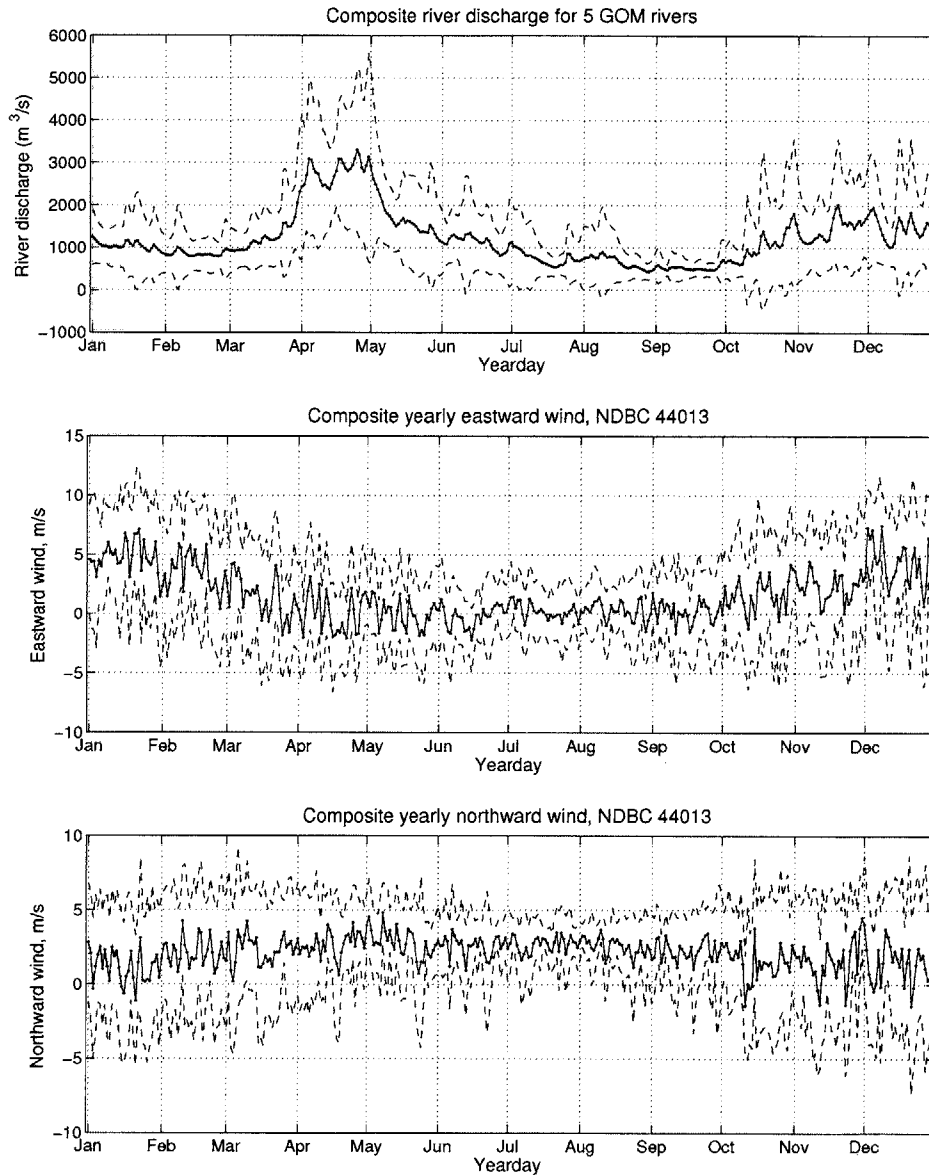 Composite river discharge for 5 GOM rivers
6000
5000
4000
3000
2000
1000
0
−1000
River discharge (m³/s)
Jan Feb Mar Apr May Jun Jul Aug Sep Oct Nov Dec
Yearday
Composite yearly eastward wind, NDBC 44013
15
10
5
0
−5
−10
Eastward wind, m/s
Jan Feb Mar Apr May Jun Jul Aug Sep Oct Nov Dec
Yearday
Composite yearly northward wind, NDBC 44013
10
5
0
−5
−10
Northward wind, m/s
Jan Feb Mar Apr May Jun Jul Aug Sep Oct Nov Dec
Yearday